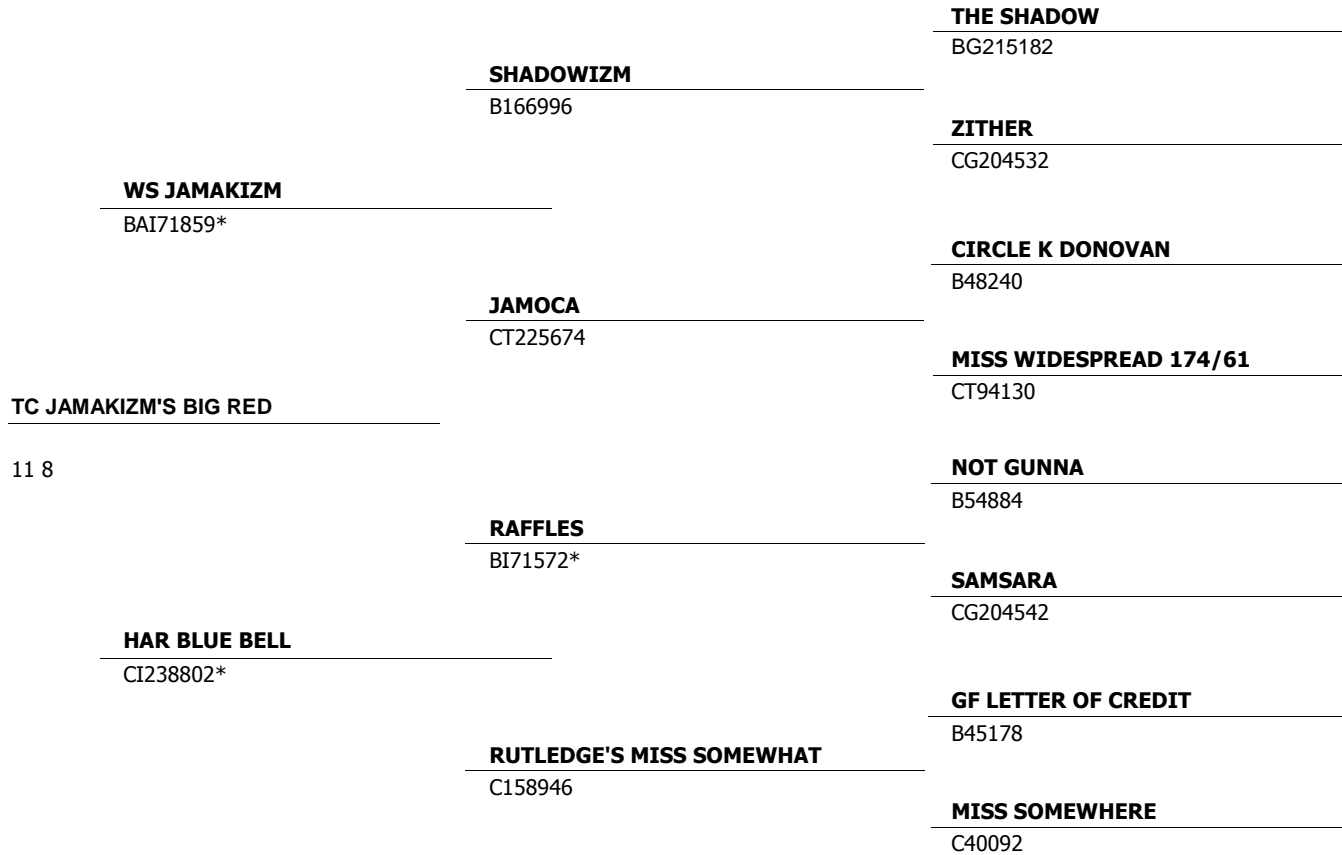 THE SHADOW
BG215182
SHADOWIZM
B166996
ZITHER
CG204532
WS JAMAKIZM
BAI71859*
CIRCLE K DONOVAN
B48240
JAMOCA
CT225674
MISS WIDESPREAD 174/61
CT94130
TC JAMAKIZM'S BIG RED
11 8
NOT GUNNA
B54884
RAFFLES
BI71572*
SAMSARA
CG204542
HAR BLUE BELL
CI238802*
GF LETTER OF CREDIT
B45178
RUTLEDGE'S MISS SOMEWHAT
C158946
MISS SOMEWHERE
C40092